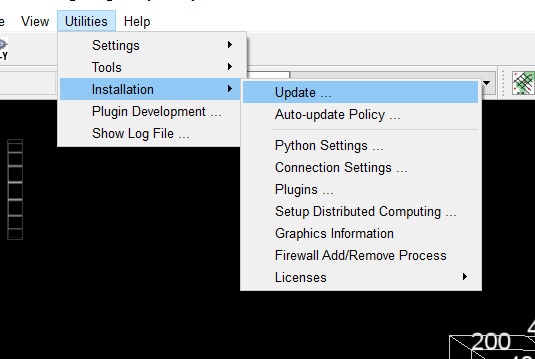 e View Utilities Help
-Y
Settings
Tools
Installation
Plugin Development ...
Show Log File ...
Update ...
Auto-update Policy ...
Python Settings ...
Connection Settings ...
Plugins ...
Setup Distributed Computing ...
Graphics Information
Firewall Add/Remove Process
Licenses
200